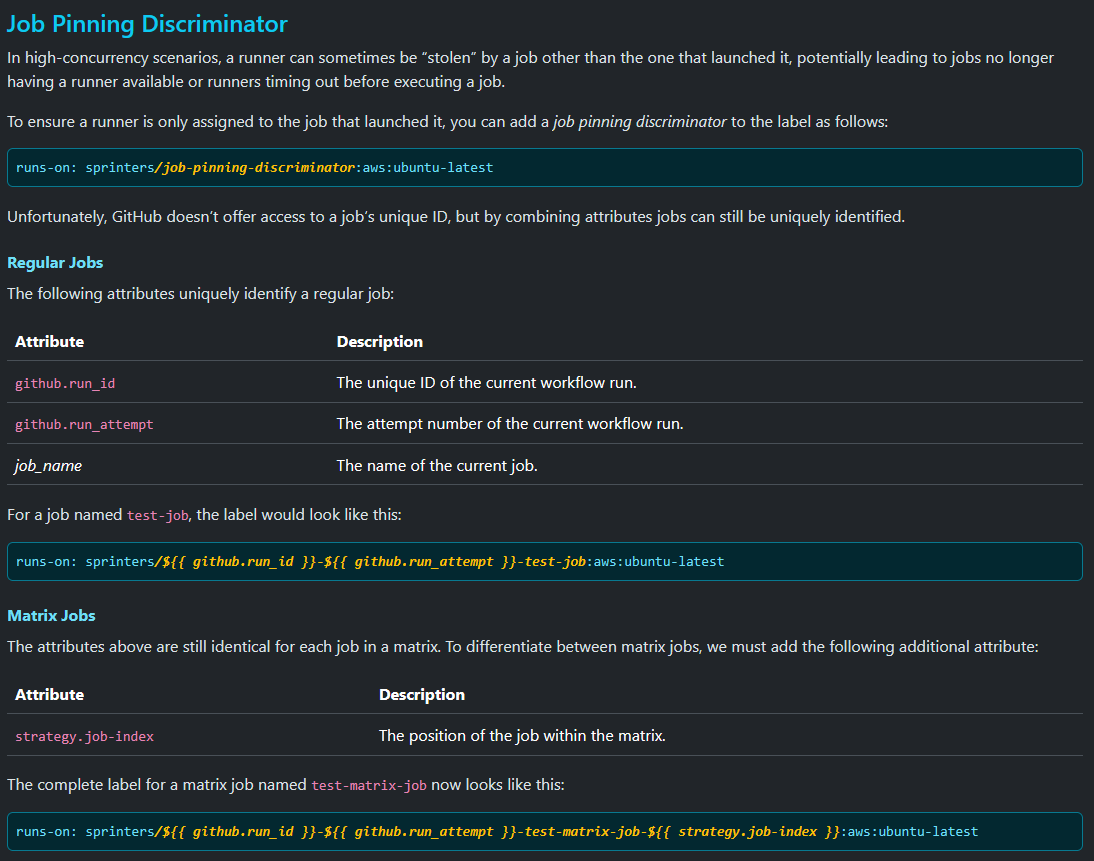 Job Pinning Discriminator
In high-concurrency scenarios, a runner can sometimes be “stolen” by a job other than the one that launched it, potentially leading to jobs no longer
having a runner available or runners timing out before executing a job.
To ensure a runner is only assigned to the job that launched it, you can add a job pinning discriminator to the label as follows:
runs-on: sprinters/job-pinning-discriminator:aws:ubuntu-latest
Unfortunately, GitHub doesn’t offer access to a job’s unique ID, but by combining attributes jobs can still be uniquely identified.
Regular Jobs
The following attributes uniquely identify a regular job:
Attribute Description
github.run_id The unique ID of the current workflow run.
github.run_attempt The attempt number of the current workflow run.
job_name The name of the current job.
For a job named test-job, the label would look like this:
runs-on: sprinters/${{ github.run_id }}-${{ github.run_attempt }}-test-job:aws:ubuntu-latest
Matrix Jobs
The attributes above are still identical for each job in a matrix. To differentiate between matrix jobs, we must add the following additional attribute:
Attribute Description
strategy.job-index The position of the job within the matrix.
The complete label for a matrix job named test-matrix-job now looks like this:
runs-on: sprinters/${{ github.run_id }}-${{ github.run_attempt }}-test-matrix-job-${{ strategy.job-index }}:aws:ubuntu-latest